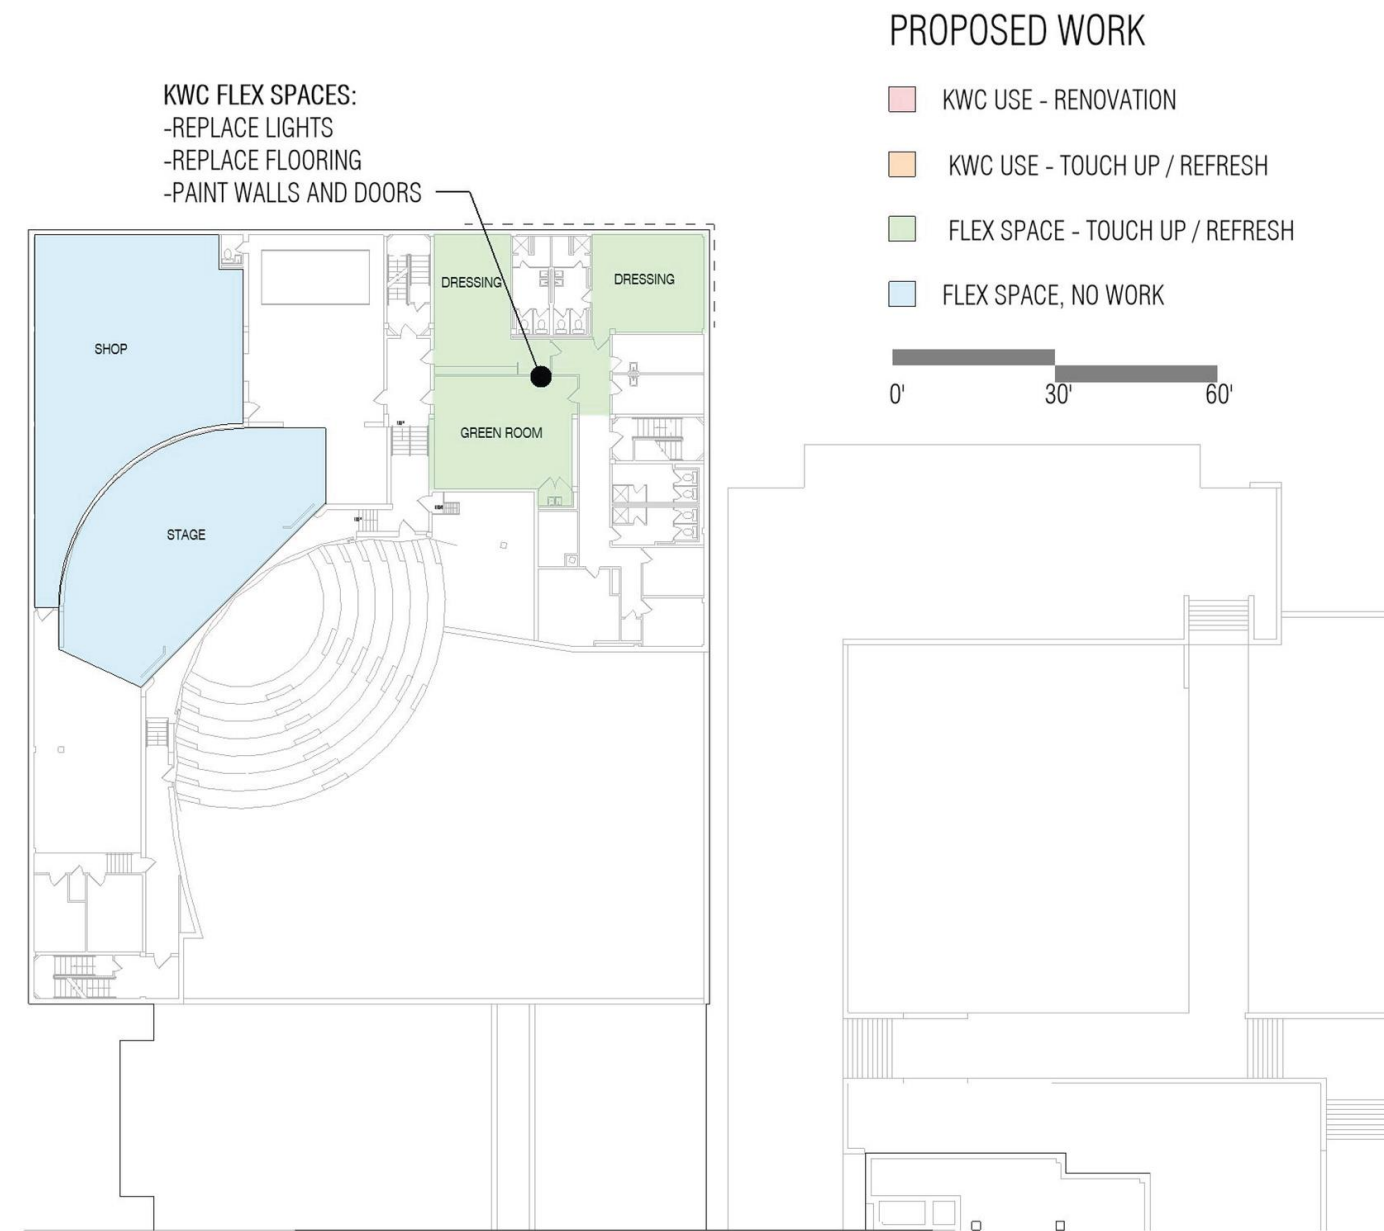 PROPOSED WORK
KWC USE - RENOVATION
KWC USE - TOUCH UP / REFRESH
FLEX SPACE - TOUCH UP / REFRESH
FLEX SPACE, NO WORK
0' 30' 60'
KWC FLEX SPACES:
-REPLACE LIGHTS
-REPLACE FLOORING
-PAINT WALLS AND DOORS
DRESSING
DRESSING
SHOP
GREEN ROOM
STAGE